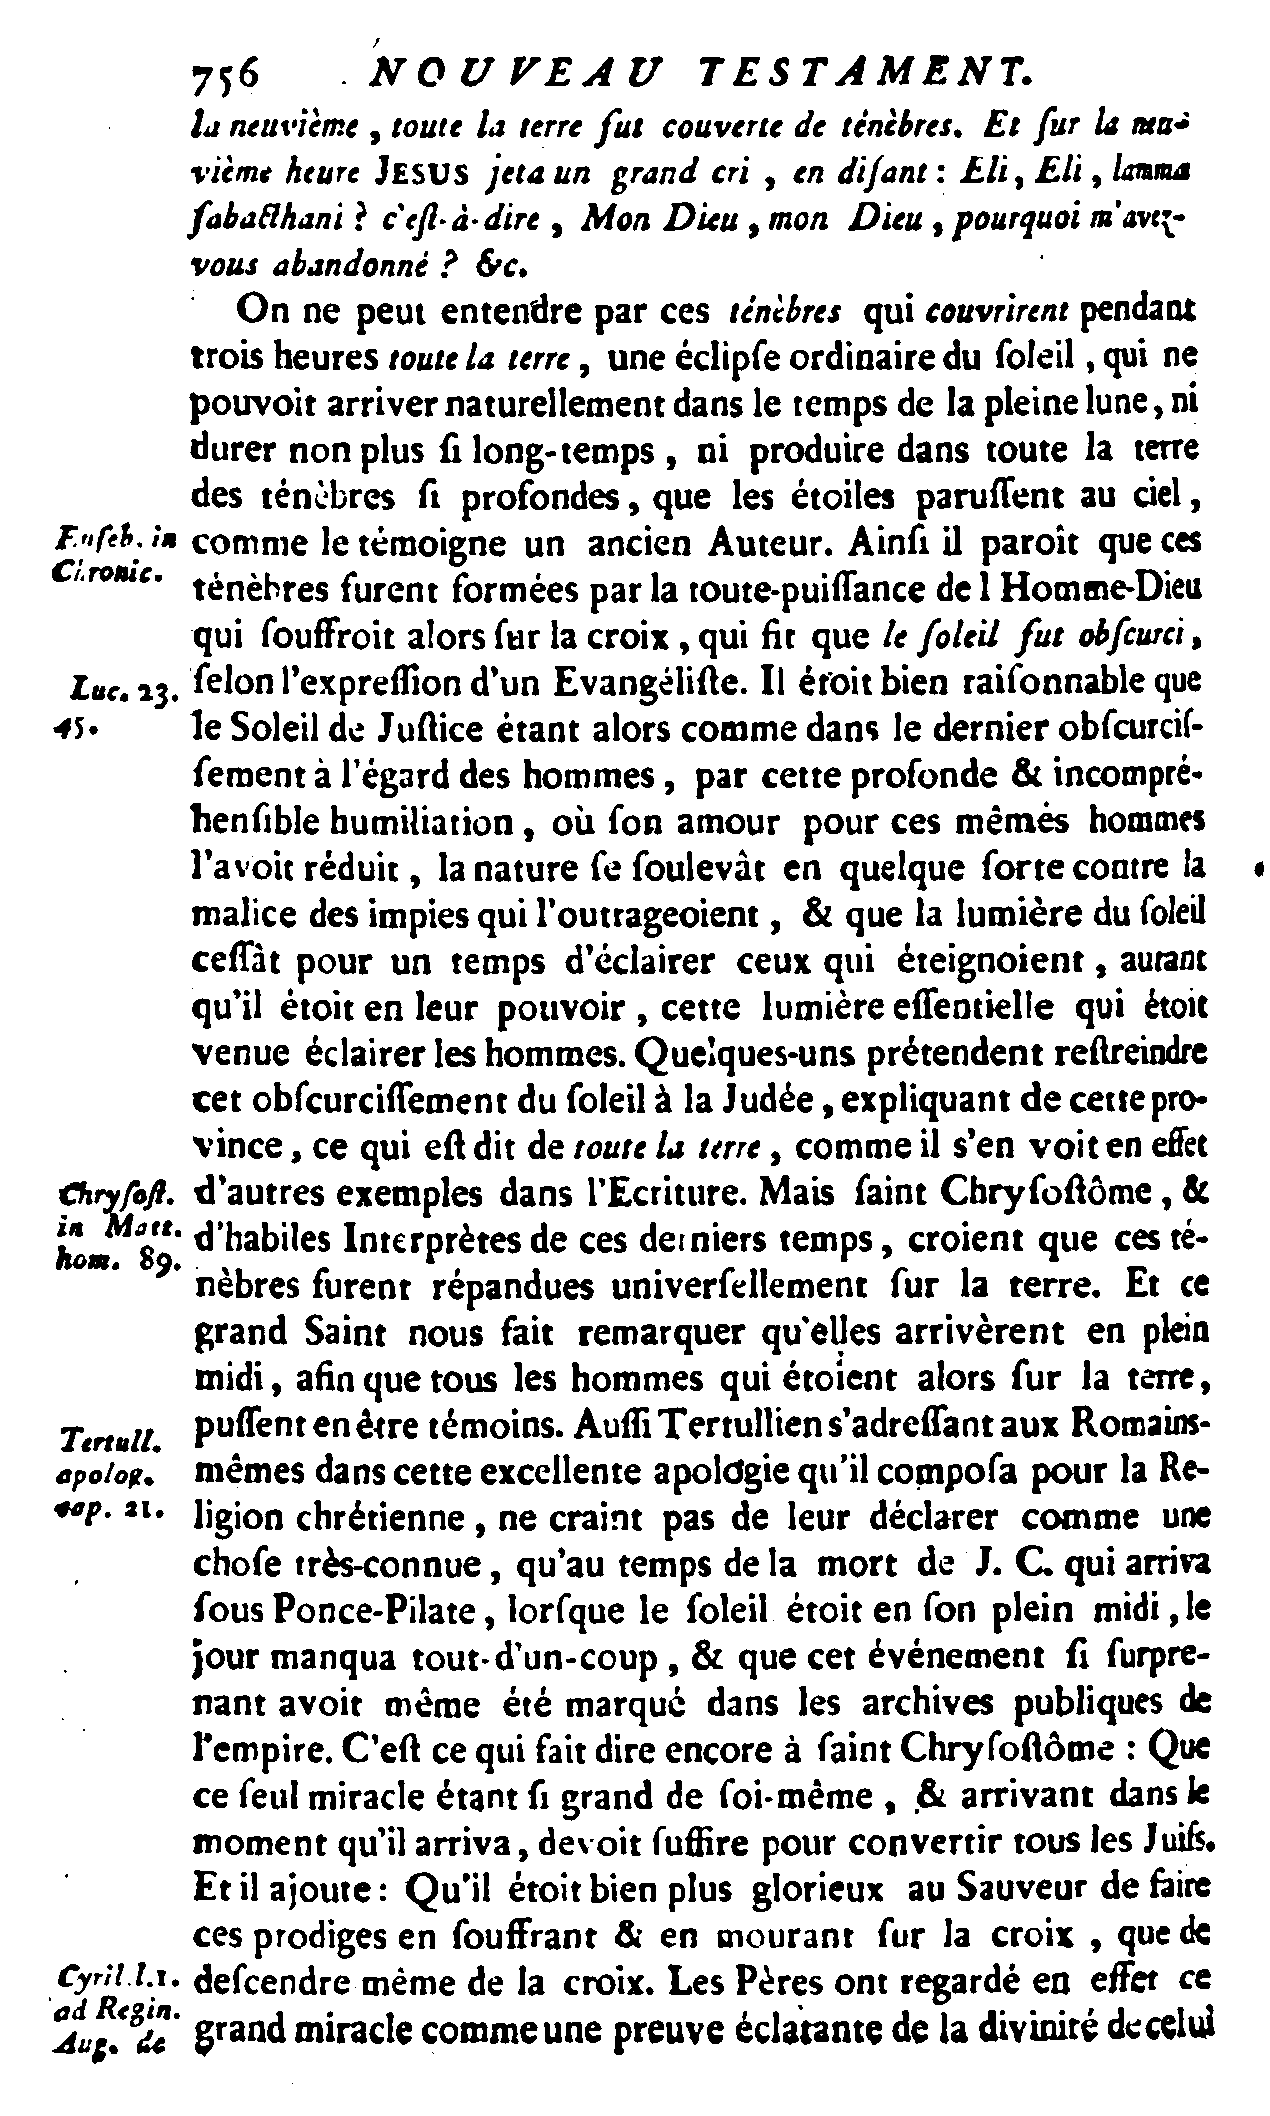 756 NOUVEAU TESTAMENT.
la neuvième, toute la terre fut couverte de ténèbres. Et ſur la neu-
vième heure JESUS jeta un grand cri, en diſant : Eli, Eli, lamma
ſabacthani ? c'eſt-à-dire, Mon Dieu, mon Dieu, pourquoi m'avez-
vous abandonné ? &c.
On ne peut entendre par ces ténèbres qui couvrirent pendant
trois heures toute la terre, une éclipſe ordinaire du ſoleil, qui ne
pouvoit arriver naturellement dans le temps de la pleine lune, ni
durer non plus ſi long-temps, ni produire dans toute la terre
des ténèbres ſi profondes, que les étoiles paruſſent au ciel,
Euſeb. in comme le témoigne un ancien Auteur. Ainſi il paroît que ces
Chronic. ténèbres furent formées par la toute-puiſſance de l'Homme-Dieu
qui ſouffroit alors ſur la croix, qui fit que le ſoleil fut obſcurci,
Luc. 23. ſelon l'expreſſion d'un Evangéliſte. Il étoit bien raiſonnable que
45. le Soleil de Juſtice étant alors comme dans le dernier obſcurciſ-
ſement à l'égard des hommes, par cette profonde & incompré-
henſible humiliation, où ſon amour pour ces mêmes hommes
l'avoit réduit, la nature ſe ſoulevât en quelque ſorte contre la
malice des impies qui l'outrageoient, & que la lumière du ſoleil
ceſſât pour un temps d'éclairer ceux qui éteignoient, autant
qu'il étoit en leur pouvoir, cette lumière eſſentielle qui étoit
venue éclairer les hommes. Quelques-uns prétendent reſtreindre
cet obſcurciſſement du ſoleil à la Judée, expliquant de cette pro-
vince, ce qui eſt dit de toute la terre, comme il s'en voit en effet
Chryſoſt. d'autres exemples dans l'Ecriture. Mais ſaint Chryſoſtôme, &
in Matt. d'habiles Interprètes de ces derniers temps, croient que ces té-
hom. 89. nèbres furent répandues univerſellement ſur la terre. Et ce
grand Saint nous fait remarquer qu'elles arrivèrent en plein
midi, afin que tous les hommes qui étoient alors ſur la terre,
Tertull. puſſent en être témoins. Auſſi Tertullien s'adreſſant aux Romains-
apolog. mêmes dans cette excellente apologie qu'il compoſa pour la Re-
cap. 21. ligion chrétienne, ne craint pas de leur déclarer comme une
choſe très-connue, qu'au temps de la mort de J. C. qui arriva
ſous Ponce-Pilate, lorſque le ſoleil étoit en ſon plein midi, le
jour manqua tout-d'un-coup, & que cet événement ſi ſurpre-
nant avoit même été marqué dans les archives publiques de
l'empire. C'eſt ce qui fait dire encore à ſaint Chryſoſtôme : Que
ce ſeul miracle étant ſi grand de ſoi-même, & arrivant dans le
moment qu'il arriva, devoit ſuffire pour convertir tous les Juifs.
Et il ajoute : Qu'il étoit bien plus glorieux au Sauveur de faire
ces prodiges en ſouffrant & en mourant ſur la croix, que de
Cyril. l. 1. deſcendre même de la croix. Les Pères ont regardé en effet ce
ad Regin. grand miracle comme une preuve éclatante de la divinité de celui
Aug. de